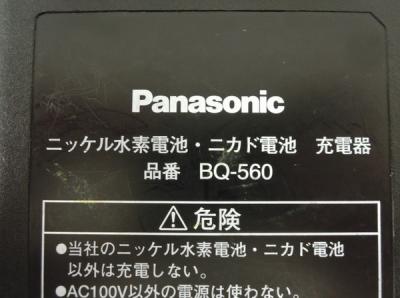 Panasonic
ニッケル水素電池・ニカド電池 充電器
品番 BQ-560
⚠危険
●当社のニッケル水素電池・ニカド電池
以外は充電しない。
●AC100V以外の電源は使わない。